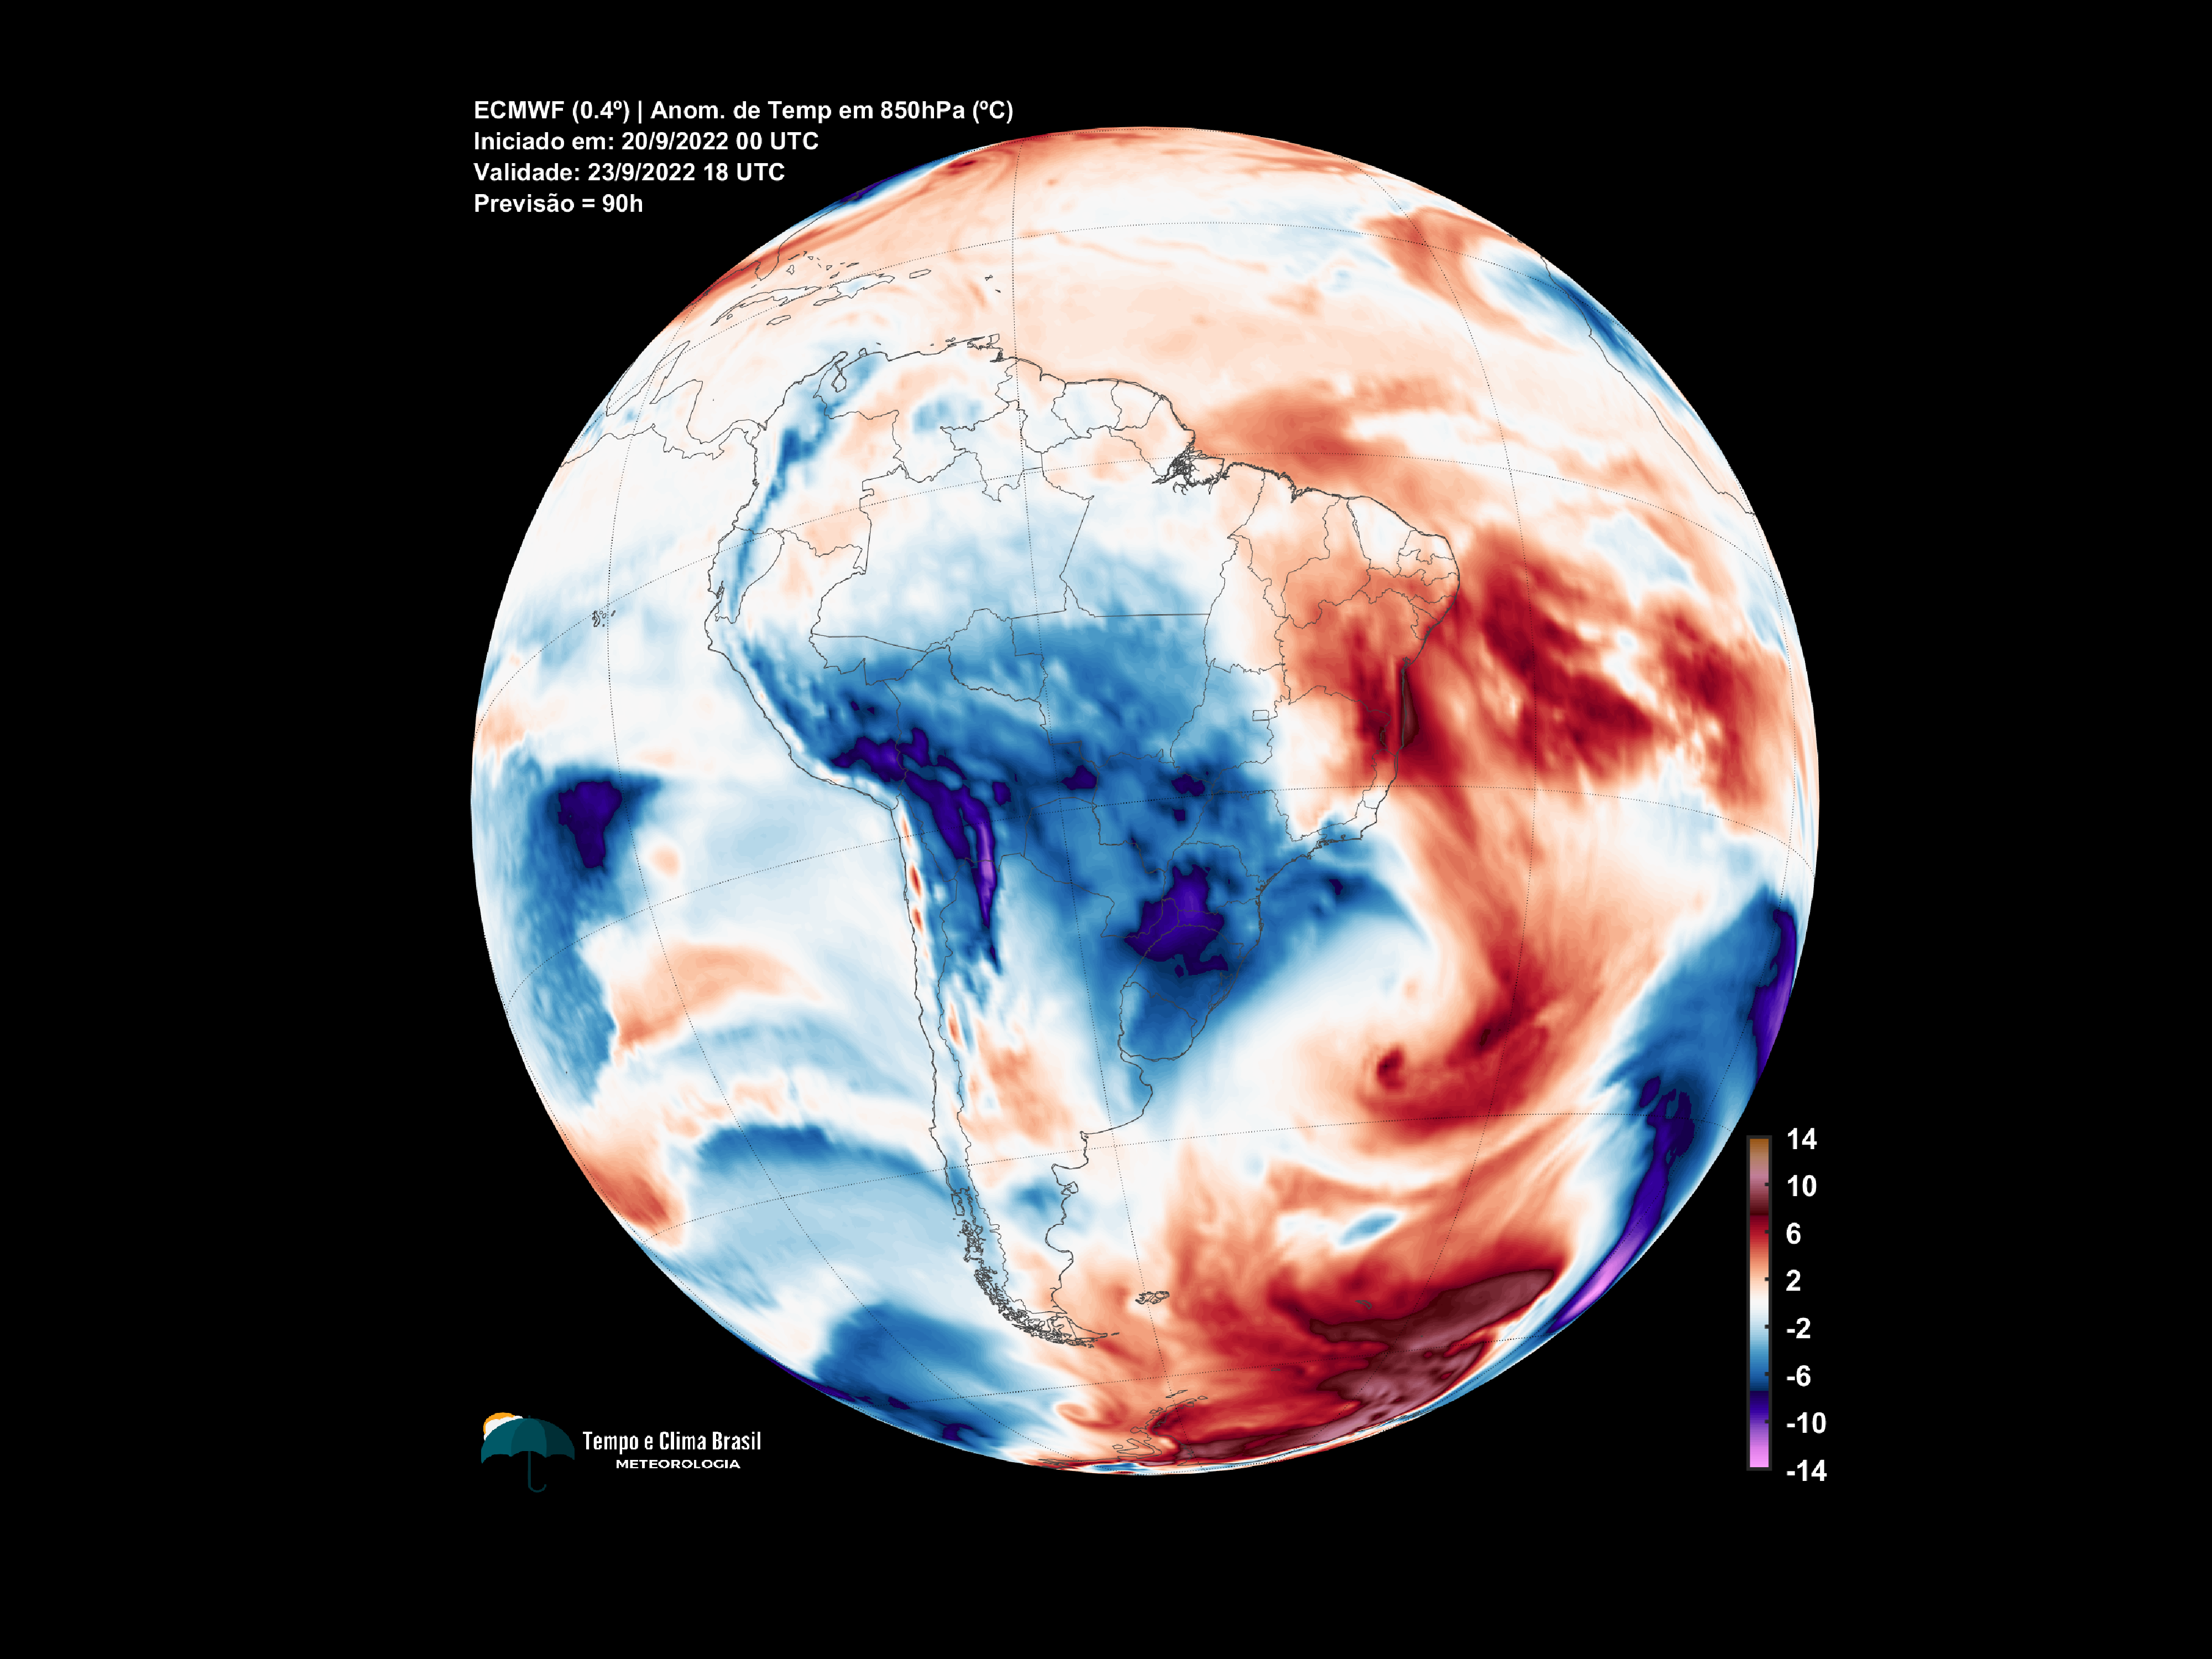 ECMWF (0.4º) | Anom. de Temp em 850hPa (ºC)
Iniciado em: 20/9/2022 00 UTC
Validade: 23/9/2022 18 UTC
Previsão = 90h
14
10
6
2
-2
-6
-10
-14
Tempo e Clima Brasil
METEOROLOGIA